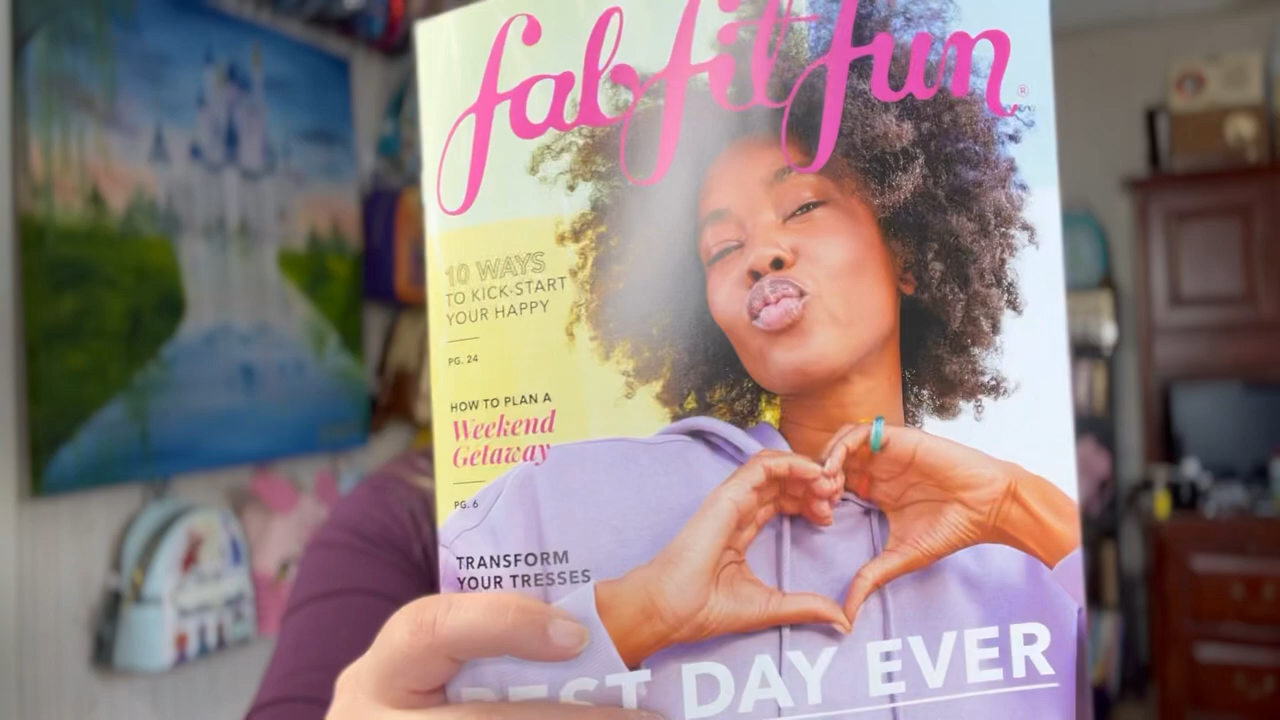 fabfitfun
®
10 WAYS
TO KICK-START
YOUR HAPPY
PG. 24
HOW TO PLAN A
Weekend
Getaway
PG. 6
TRANSFORM
YOUR TRESSES
BEST DAY EVER